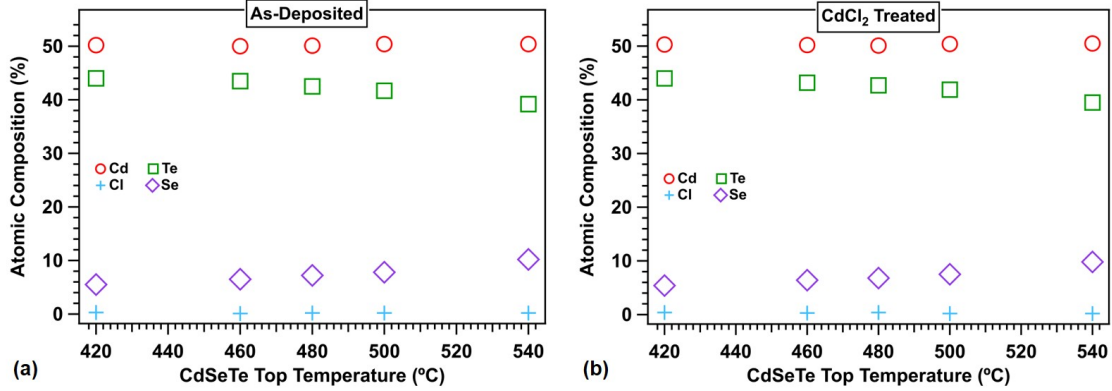 As-Deposited
Atomic Composition (%)
50
40
30
20
10
0
Cd Te
Cl Se
420 440 460 480 500 520 540
CdSeTe Top Temperature (ºC)
(a)
CdCl2 Treated
Atomic Composition (%)
50
40
30
20
10
0
Cd Te
Cl Se
420 440 460 480 500 520 540
CdSeTe Top Temperature (ºC)
(b)